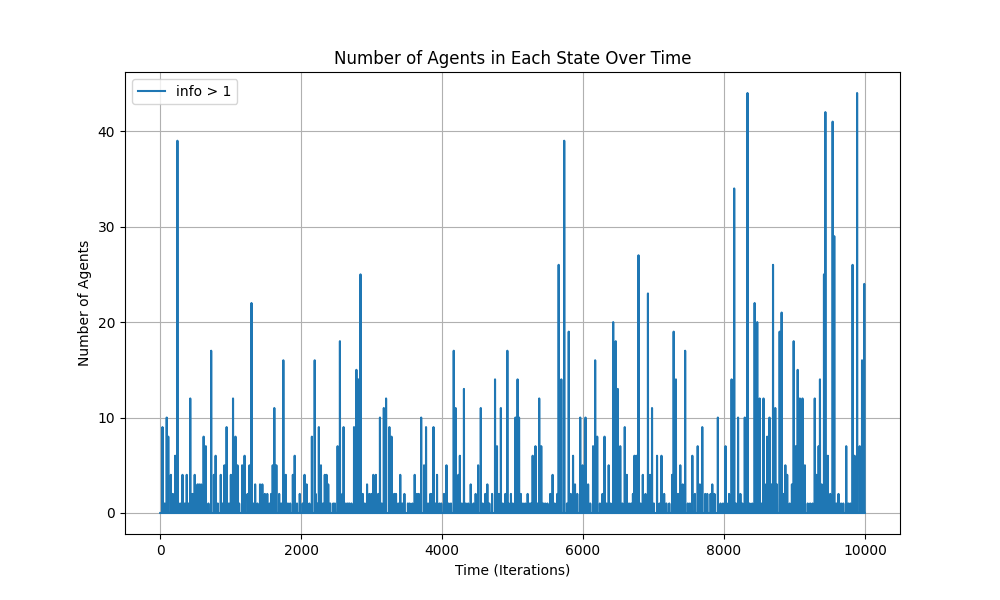 Number of Agents in Each State Over Time
info > 1
40
30
20
10
0
Number of Agents
0 2000 4000 6000 8000 10000
Time (Iterations)